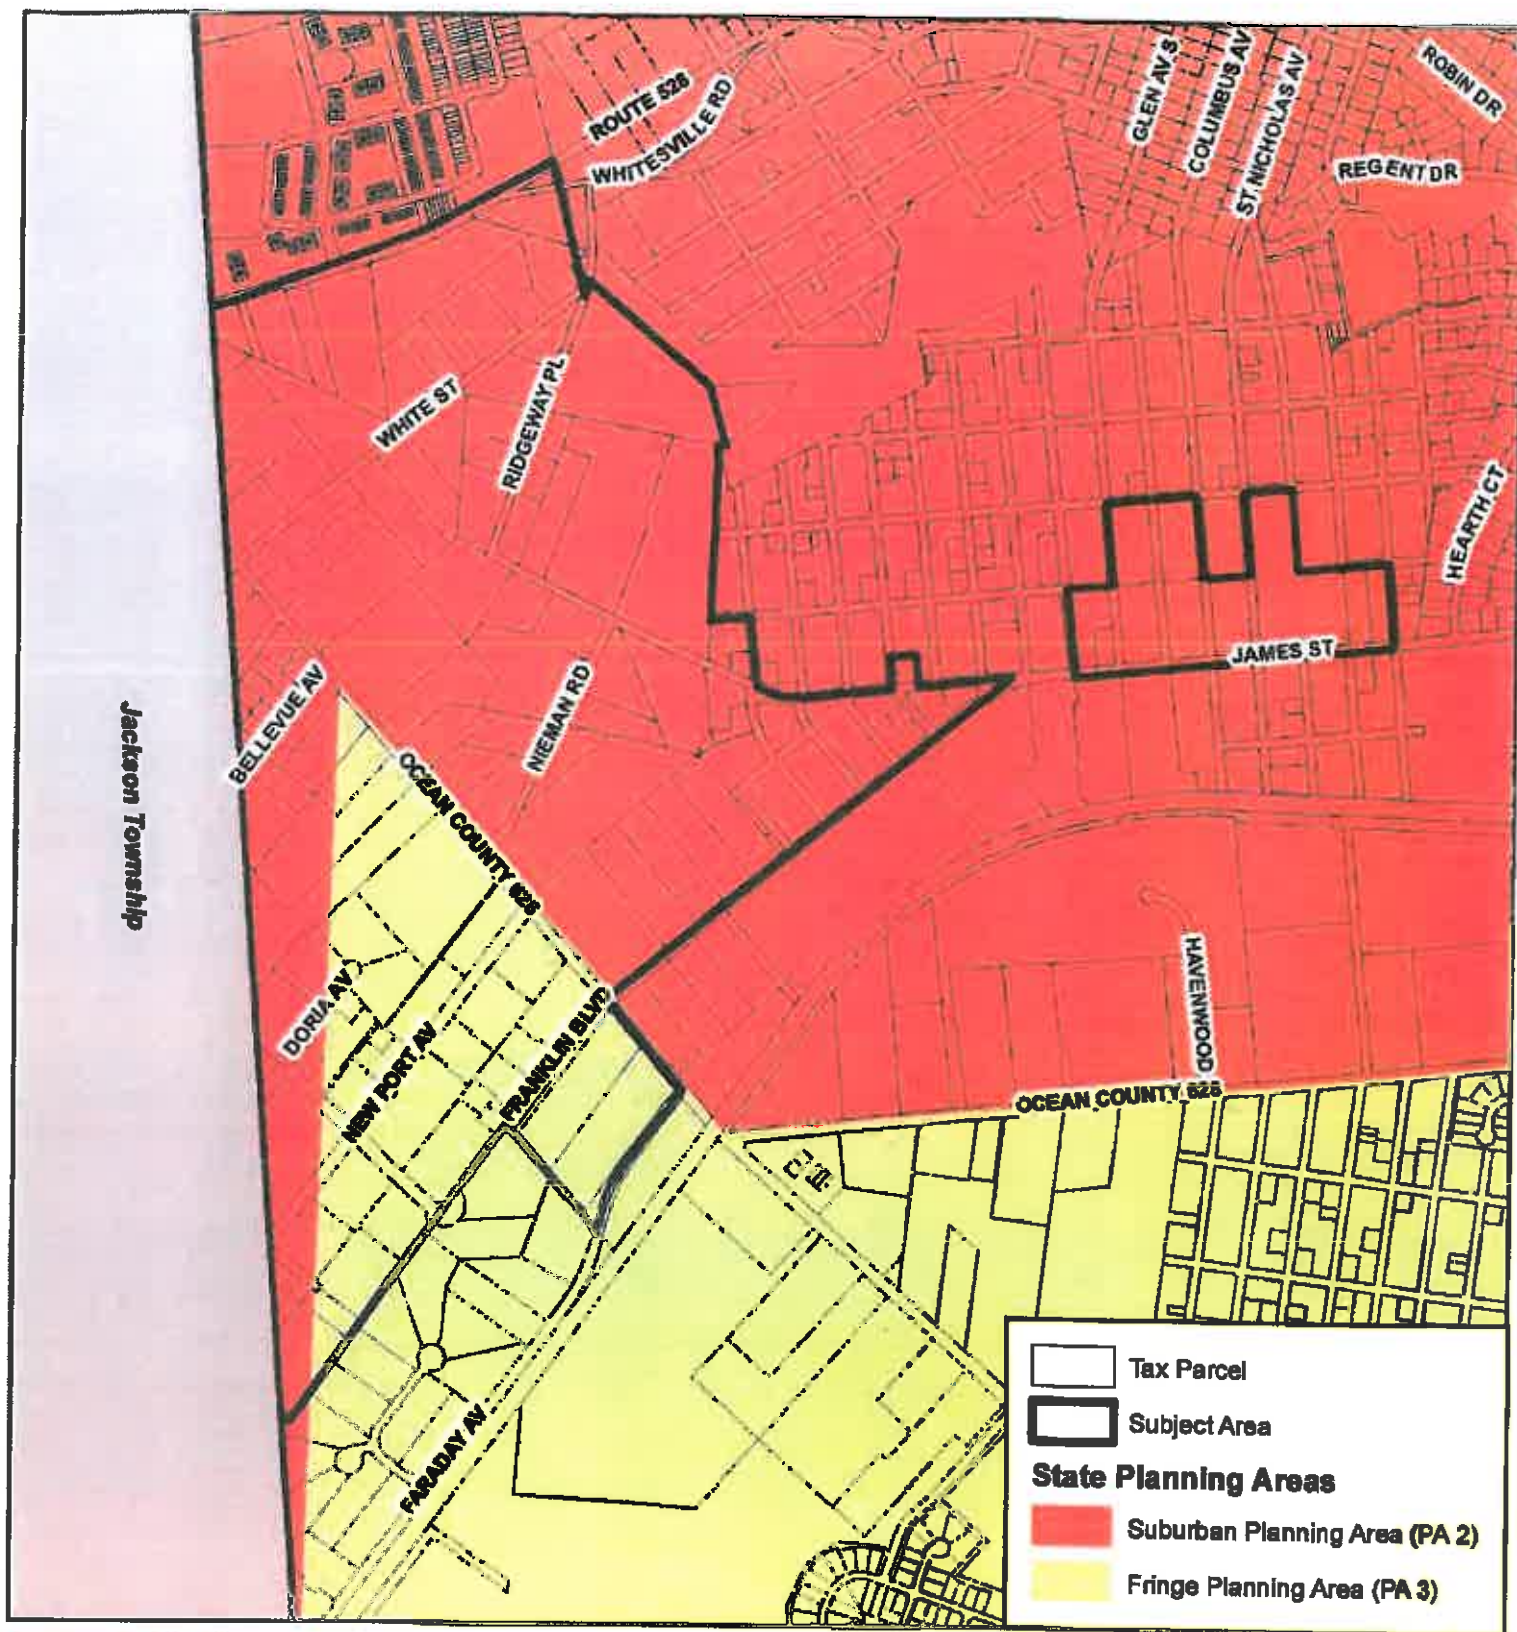 ROUTE 528
WHITESVILLE RD
GLEN AV S
COLUMBUS AV
ST. NICHOLAS AV
ROBIN DR
REGENT DR
WHITE ST
RIDGEWAY PL
HEARTH CT
JAMES ST
BELLEVUE AV
NIEMAN RD
Jackson Township
OCEAN COUNTY 628
HAVENWOOD
DORIA AV
NEW PORT AV
FRANKLIN BLVD
OCEAN COUNTY 628
FARADAY AV
Tax Parcel
Subject Area
State Planning Areas
Suburban Planning Area (PA 2)
Fringe Planning Area (PA 3)